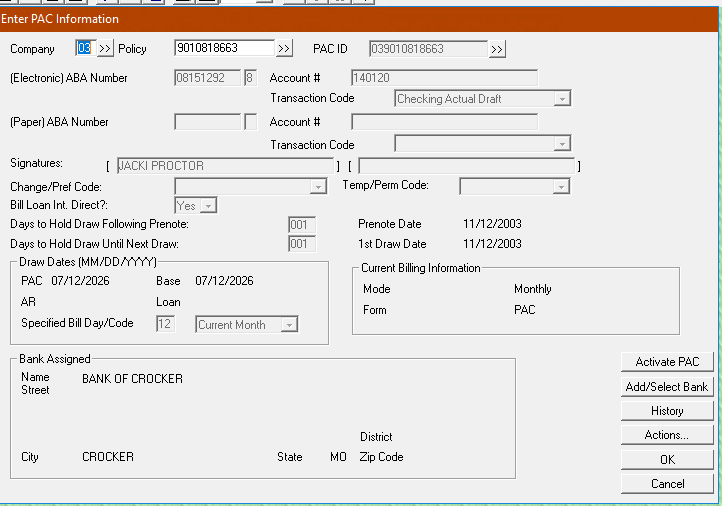 Enter PAC Information
Company 03 >> Policy 9010818663 >> PAC ID 039010818663 >>
(Electronic) ABA Number 08151292 8 Account # 140120
Transaction Code Checking Actual Draft
(Paper) ABA Number Account #
Transaction Code
Signatures: [ JACKI PROCTOR ] [ ]
Change/Pref Code: Temp/Perm Code:
Bill Loan Int. Direct?: Yes
Days to Hold Draw Following Prenote: 001 Prenote Date 11/12/2003
Days to Hold Draw Until Next Draw: 001 1st Draw Date 11/12/2003
Draw Dates (MM/DD/YYYY) Current Billing Information
PAC 07/12/2026 Base 07/12/2026 Mode Monthly
AR Loan Form PAC
Specified Bill Day/Code 12 Current Month
Bank Assigned
Name BANK OF CROCKER
Street
District
City CROCKER State MO Zip Code
Activate PAC
Add/Select Bank
History
Actions...
OK
Cancel